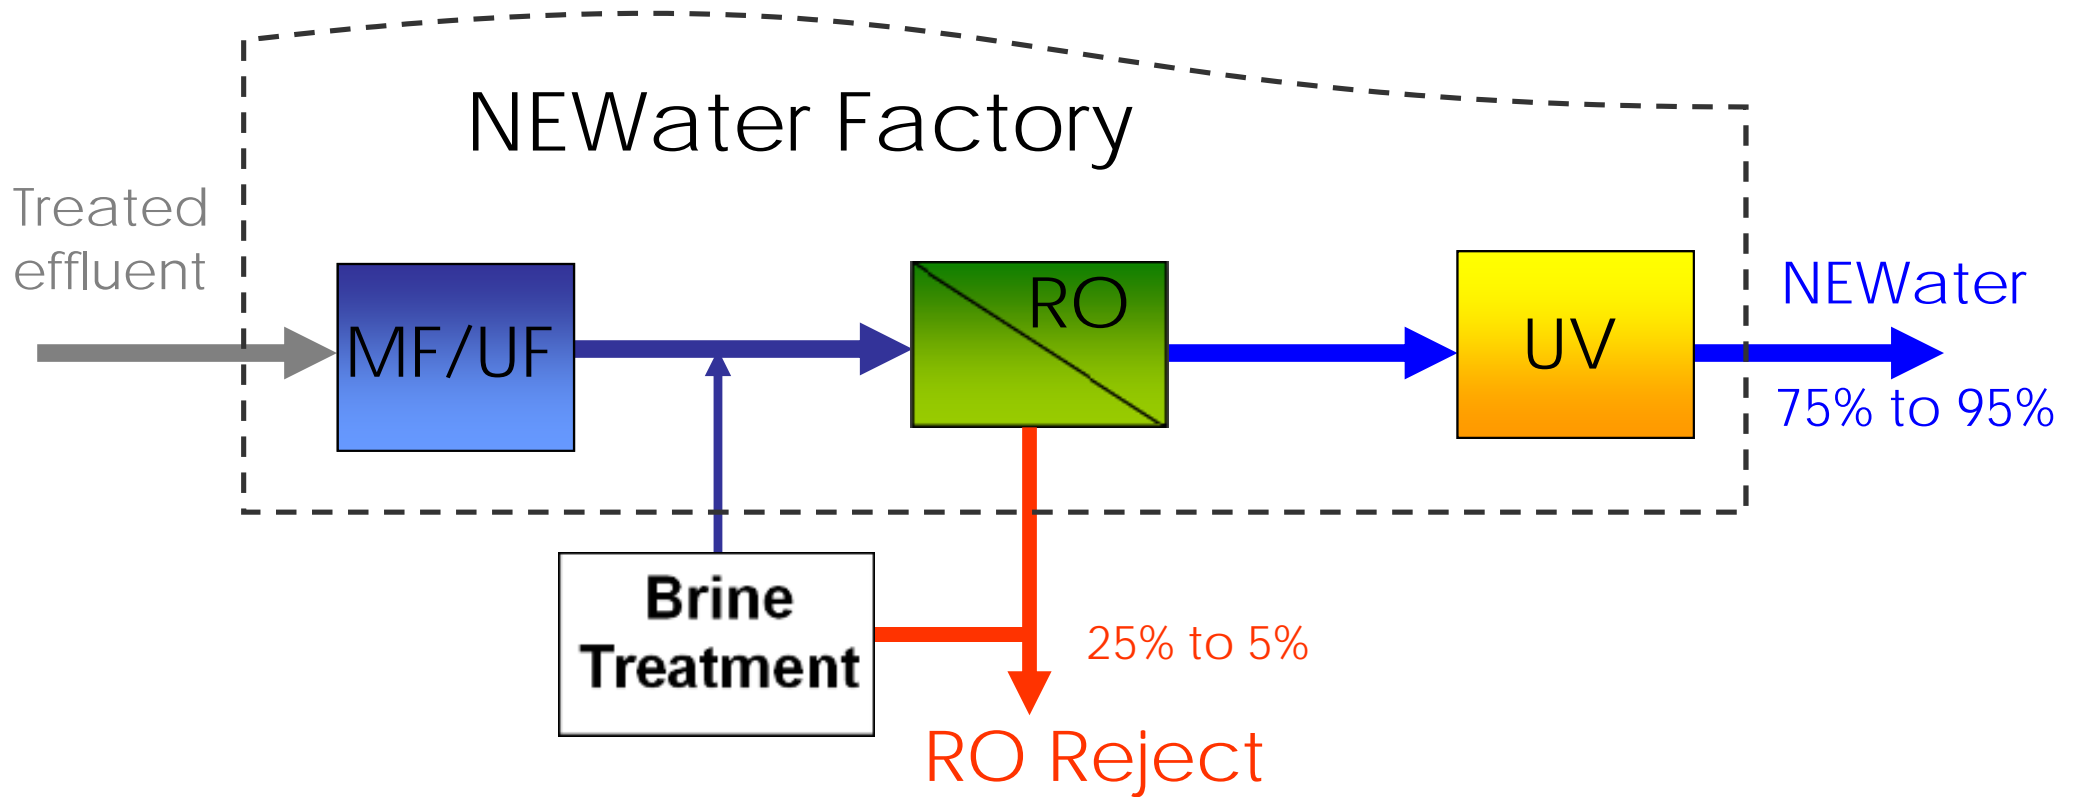 NEWater Factory
Treated
effluent
MF/UF
RO
UV
NEWater
75% to 95%
Brine
Treatment
25% to 5%
RO Reject